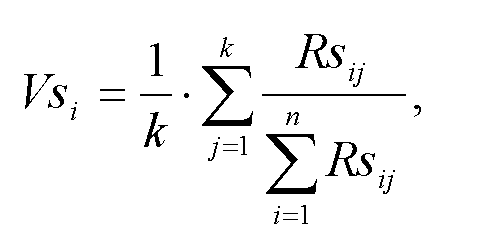 $$Vs_i = \frac{1}{k} \cdot \sum_{j=1}^{k} \frac{Rs_{ij}}{\sum_{i=1}^{n} Rs_{ij}},$$